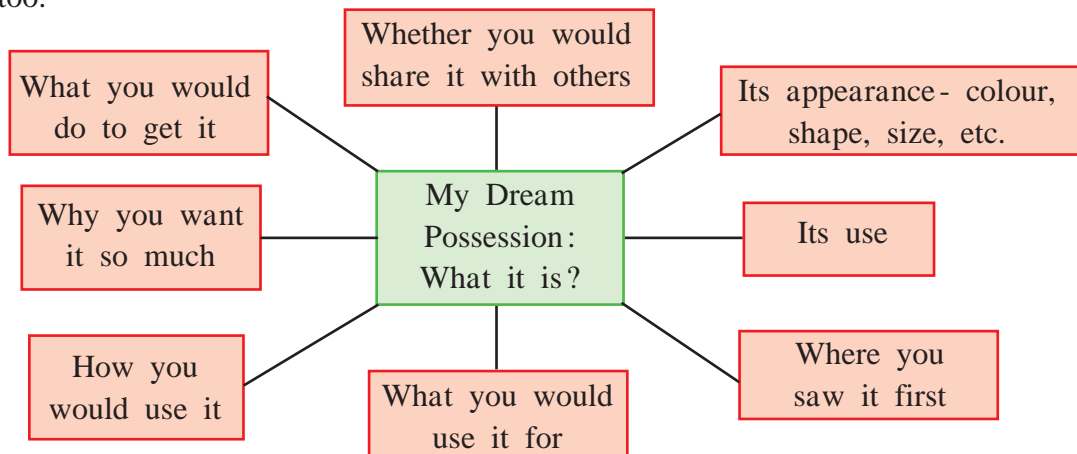 too.
Whether you would
share it with others
What you would
do to get it
Its appearance - colour,
shape, size, etc.
My Dream
Possession:
What it is?
Why you want
it so much
Its use
How you
would use it
What you would
use it for
Where you
saw it first